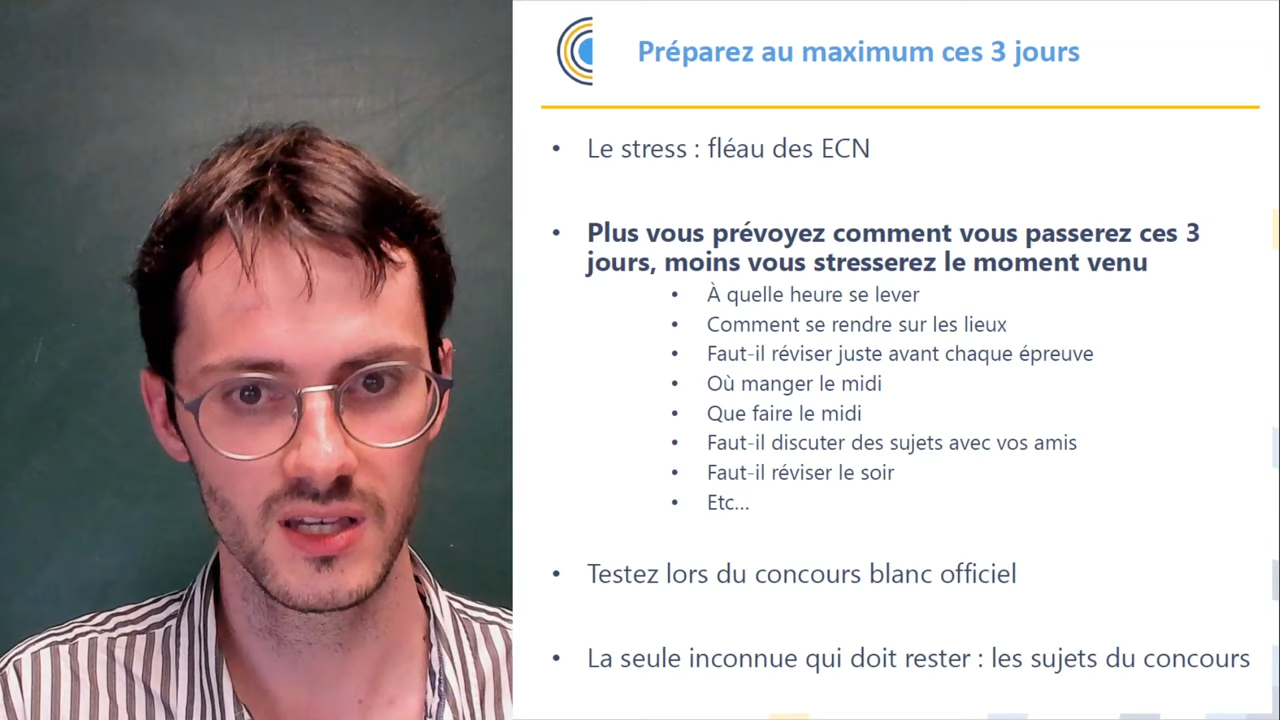 Préparez au maximum ces 3 jours
• Le stress : fléau des ECN
• Plus vous prévoyez comment vous passerez ces 3
jours, moins vous stresserez le moment venu
• À quelle heure se lever
• Comment se rendre sur les lieux
• Faut-il réviser juste avant chaque épreuve
• Où manger le midi
• Que faire le midi
• Faut-il discuter des sujets avec vos amis
• Faut-il réviser le soir
• Etc...
• Testez lors du concours blanc officiel
• La seule inconnue qui doit rester : les sujets du concours